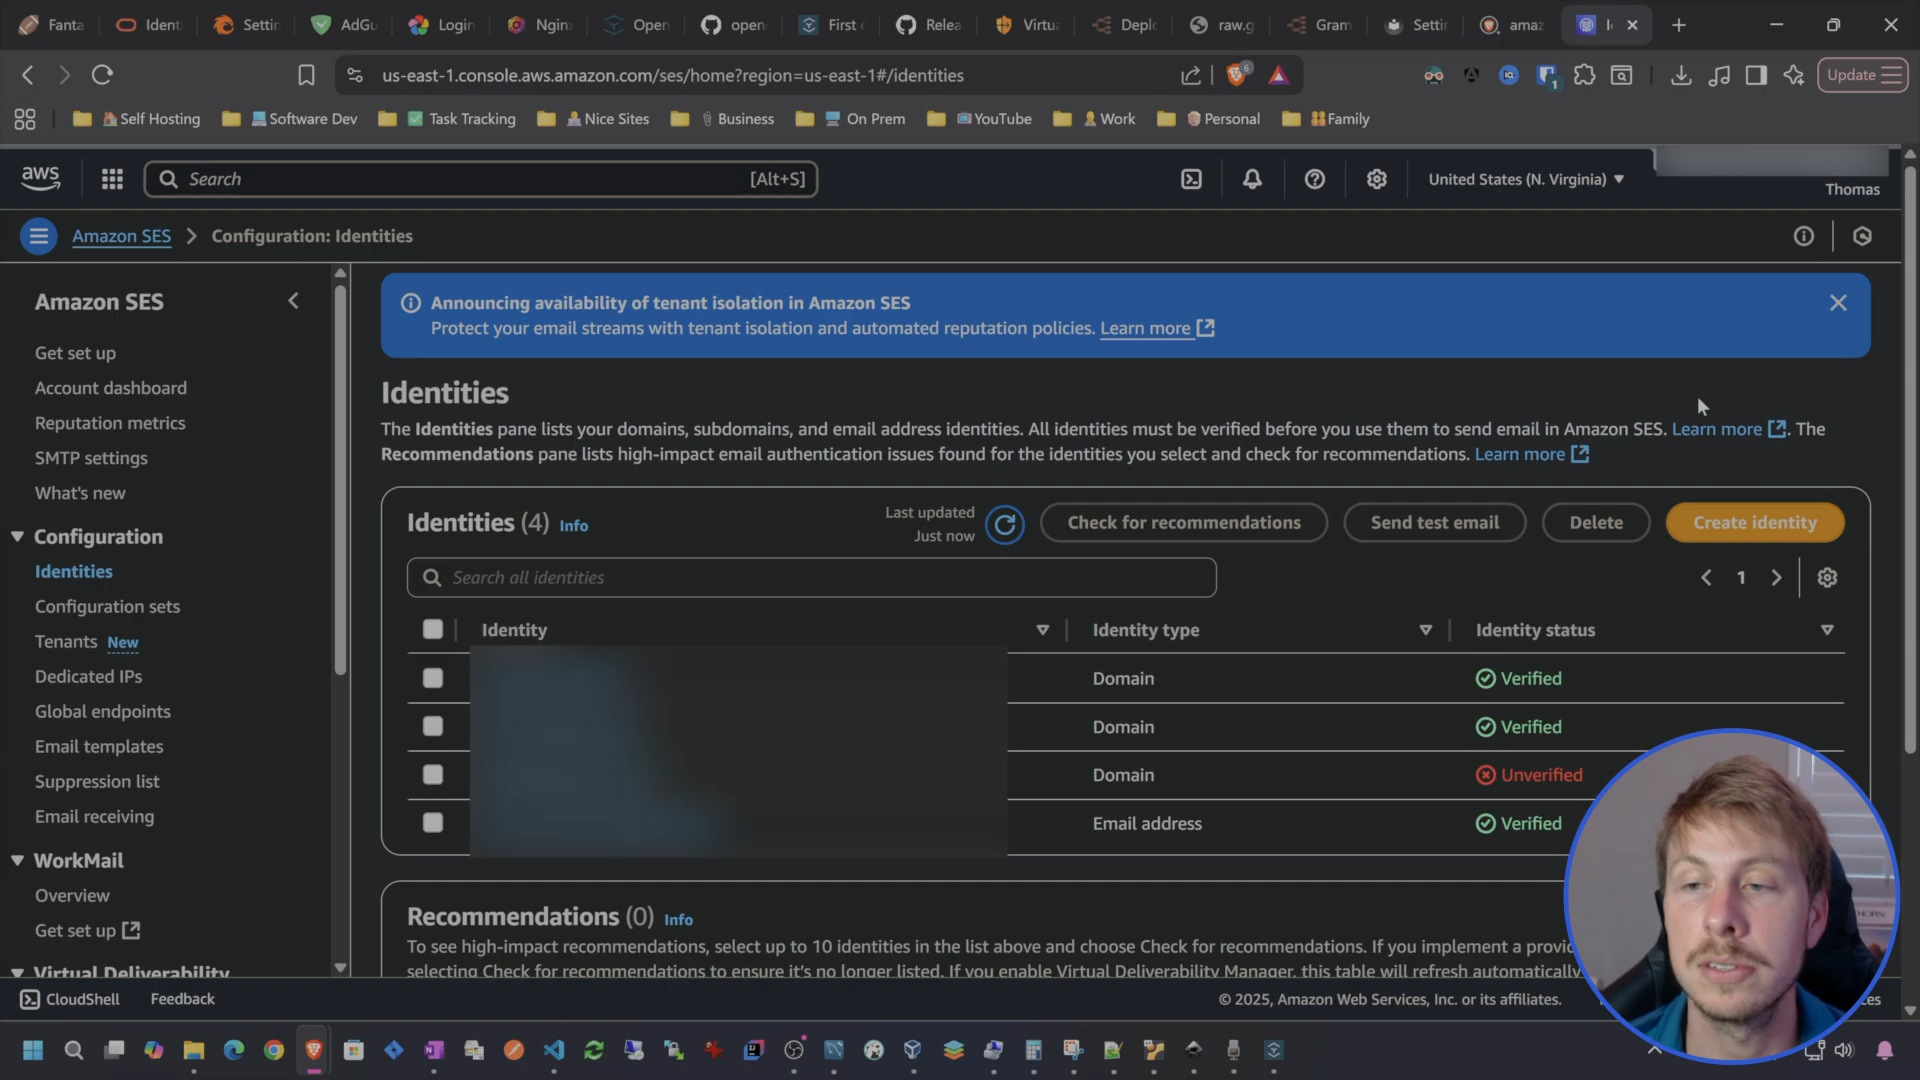 Fanta
Identi
Settin
AdGu
Login
Nginx
Open
open
First c
Relea
Virtua
Deplo
raw.g
Gram
Settin
amaz
us-east-1.console.aws.amazon.com/ses/home?region=us-east-1#/identities
6
1
Update
Self Hosting
Software Dev
Task Tracking
Nice Sites
Business
On Prem
YouTube
Work
Personal
Family
aws
Search
[Alt+S]
United States (N. Virginia)
Thomas
Amazon SES
Configuration: Identities
Amazon SES
Get set up
Account dashboard
Reputation metrics
SMTP settings
What's new
Configuration
Identities
Configuration sets
Tenants New
Dedicated IPs
Global endpoints
Email templates
Suppression list
Email receiving
WorkMail
Overview
Get set up
Virtual Deliverability
Announcing availability of tenant isolation in Amazon SES
Protect your email streams with tenant isolation and automated reputation policies. Learn more
Identities
The Identities pane lists your domains, subdomains, and email address identities. All identities must be verified before you use them to send email in Amazon SES. Learn more . The
Recommendations pane lists high-impact email authentication issues found for the identities you select and check for recommendations. Learn more
Identities (4) Info
Last updated
Just now
Check for recommendations
Send test email
Delete
Create identity
Search all identities
1
Identity
Identity type
Identity status
Domain
Verified
Domain
Verified
Domain
Unverified
Email address
Verified
Recommendations (0) Info
To see high-impact recommendations, select up to 10 identities in the list above and choose Check for recommendations. If you implement a provid
selecting Check for recommendations to ensure it's no longer listed. If you enable Virtual Deliverability Manager, this table will refresh automatically
CloudShell
Feedback
© 2025, Amazon Web Services, Inc. or its affiliates.
CHOPIN